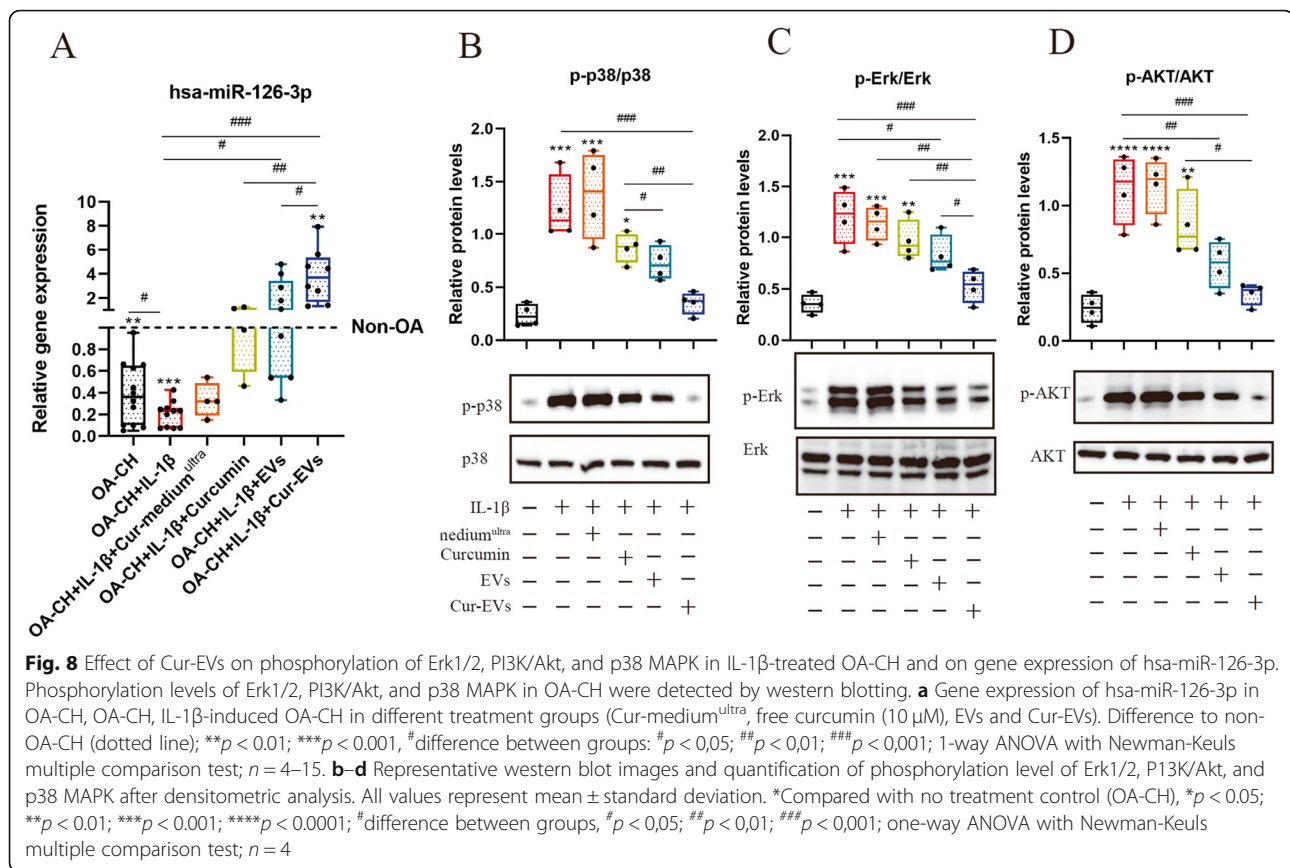 A
hsa-miR-126-3p
###
#
##
#
**
#
**
***
Relative gene expression
10
8
6
4
2
0.8
0.6
0.4
0.2
0.0
Non-OA
OA-CH
OA-CH+IL-1β
OA-CH+IL-1β+Cur-medium^ultra
OA-CH+IL-1β+Curcumin
OA-CH+IL-1β+EVs
OA-CH+IL-1β+Cur-EVs
B
p-p38/p38
###
##
#
***
***
*
Relative protein levels
2.0
1.5
1.0
0.5
0.0
p-p38
p38
IL-1β − + + + + +
nedium^ultra − − + − − −
Curcumin − − − + − −
EVs − − − − + −
Cur-EVs − − − − − +
C
p-Erk/Erk
###
#
##
##
#
***
***
**
Relative protein levels
2.0
1.5
1.0
0.5
0.0
p-Erk
Erk
− + + + + +
− − + − − −
− − − + − −
− − − − + −
− − − − − +
D
p-AKT/AKT
###
##
#
****
****
**
Relative protein levels
1.5
1.0
0.5
0.0
p-AKT
AKT
− + + + + +
− − + − − −
− − − + − −
− − − − + −
− − − − − +
Fig. 8 Effect of Cur-EVs on phosphorylation of Erk1/2, PI3K/Akt, and p38 MAPK in IL-1β-treated OA-CH and on gene expression of hsa-miR-126-3p.
Phosphorylation levels of Erk1/2, PI3K/Akt, and p38 MAPK in OA-CH were detected by western blotting. a Gene expression of hsa-miR-126-3p in
OA-CH, OA-CH, IL-1β-induced OA-CH in different treatment groups (Cur-medium^ultra, free curcumin (10 μM), EVs and Cur-EVs). Difference to non-
OA-CH (dotted line); **p < 0.01; ***p < 0.001, #difference between groups: #p < 0,05; ##p < 0,01; ###p < 0,001; 1-way ANOVA with Newman-Keuls
multiple comparison test; n = 4–15. b–d Representative western blot images and quantification of phosphorylation level of Erk1/2, P13K/Akt, and
p38 MAPK after densitometric analysis. All values represent mean ± standard deviation. *Compared with no treatment control (OA-CH), *p < 0.05;
**p < 0.01; ***p < 0.001; ****p < 0.0001; #difference between groups, #p < 0,05; ##p < 0,01; ###p < 0,001; one-way ANOVA with Newman-Keuls
multiple comparison test; n = 4